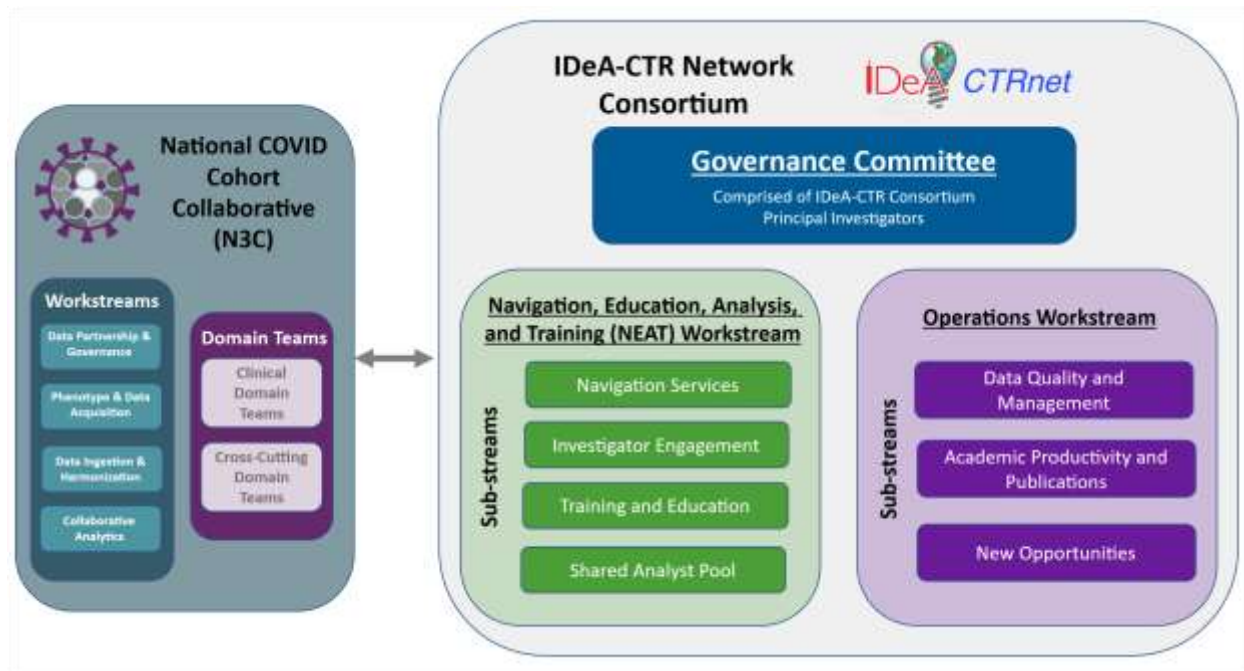 National COVID
Cohort
Collaborative
(N3C)
Workstreams
Data Partnership &
Governance
Phenotype & Data
Acquisition
Data Ingestion &
Harmonization
Collaborative
Analytics
Domain Teams
Clinical
Domain
Teams
Cross-Cutting
Domain
Teams
IDeA-CTR Network
Consortium
IDeA CTRnet
Governance Committee
Comprised of IDeA-CTR Consortium
Principal Investigators
Navigation, Education, Analysis,
and Training (NEAT) Workstream
Sub-streams
Navigation Services
Investigator Engagement
Training and Education
Shared Analyst Pool
Operations Workstream
Sub-streams
Data Quality and
Management
Academic Productivity and
Publications
New Opportunities